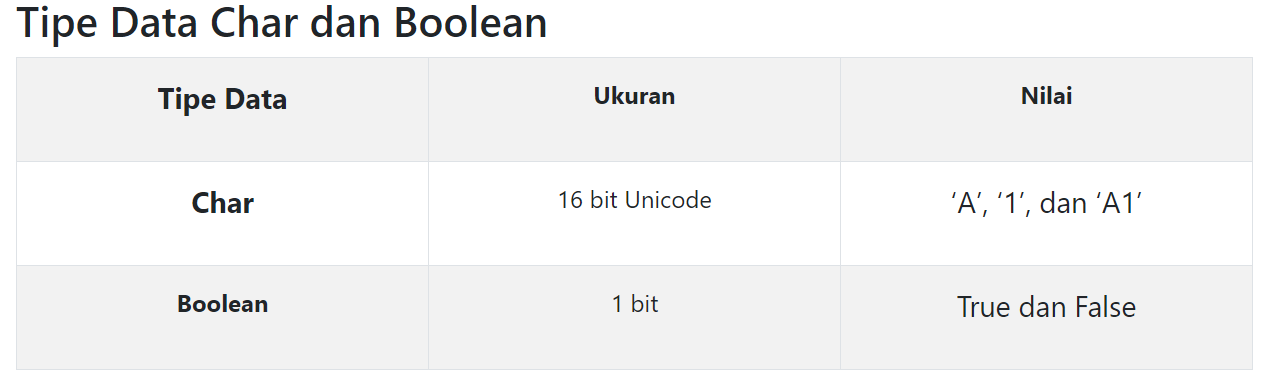 Tipe Data Char dan Boolean
Tipe Data Ukuran Nilai
Char 16 bit Unicode ‘A’, ‘1’, dan ‘A1’
Boolean 1 bit True dan False